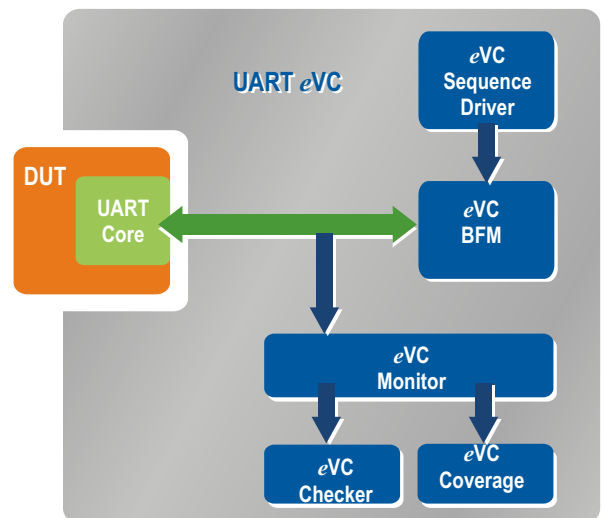 UART eVC
eVC
Sequence
Driver
DUT
UART
Core
eVC
BFM
eVC
Monitor
eVC
Checker
eVC
Coverage